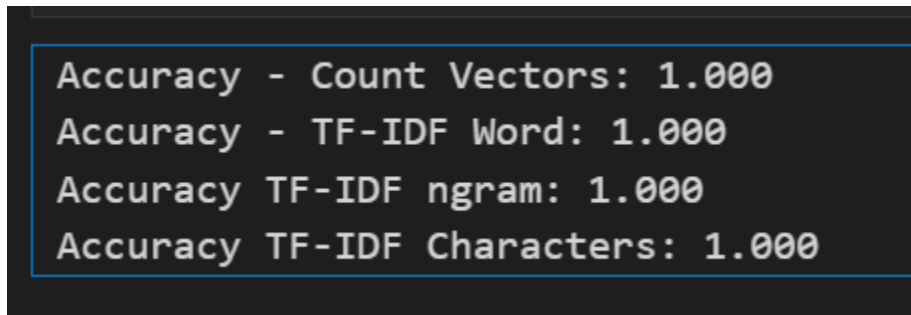 Accuracy - Count Vectors: 1.000
Accuracy - TF-IDF Word: 1.000
Accuracy TF-IDF ngram: 1.000
Accuracy TF-IDF Characters: 1.000